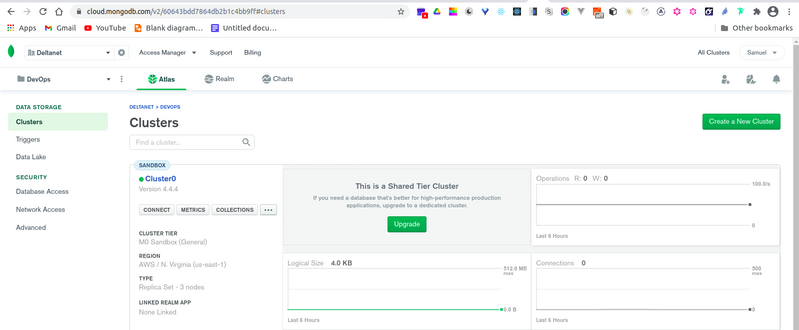 cloud.mongodb.com/v2/60643bdd7864db2b1c4bb9ff#clusters
Apps Gmail YouTube Blank diagram... Untitled docu... Other bookmarks
Deltanet Access Manager Support Billing All Clusters Samuel
DevOps Atlas Realm Charts
DATA STORAGE
Clusters
Triggers
Data Lake
SECURITY
Database Access
Network Access
Advanced
DELTANET > DEVOPS
Clusters
Create a New Cluster
Find a cluster...
SANDBOX
Cluster0
Version 4.4.4
CONNECT METRICS COLLECTIONS ...
CLUSTER TIER
M0 Sandbox (General)
REGION
AWS / N. Virginia (us-east-1)
TYPE
Replica Set - 3 nodes
LINKED REALM APP
None Linked
This is a Shared Tier Cluster
If you need a database that's better for high-performance production
applications, upgrade to a dedicated cluster.
Upgrade
Operations R: 0 W: 0
100.0/s
0
Last 6 Hours
Logical Size 4.0 KB
512.0 MB
max
0.0 B
Last 6 Hours
Connections 0
500
max
0
Last 6 Hours